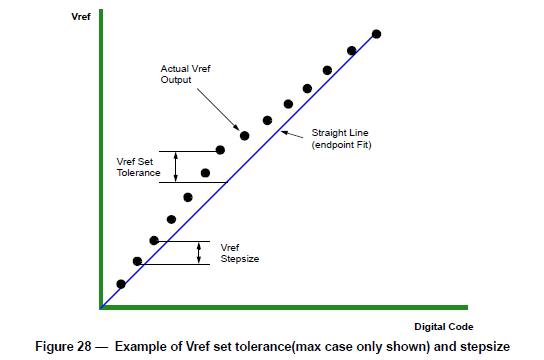 Vref
Actual Vref
Output
Straight Line
(endpoint Fit)
Vref Set
Tolerance
Vref
Stepsize
Digital Code
Figure 28 — Example of Vref set tolerance(max case only shown) and stepsize